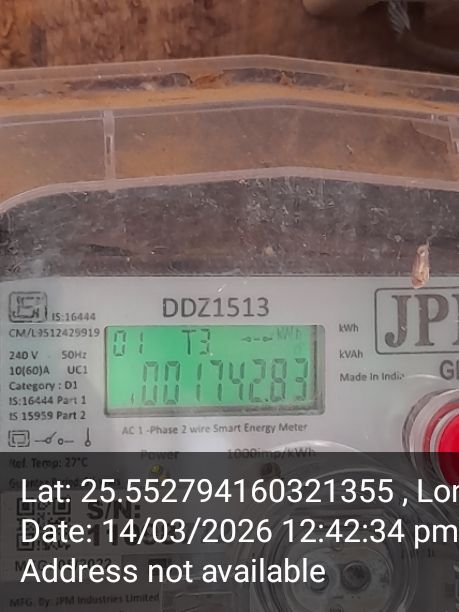 DDZ1513
IS:16444
CM/L9512429919
240 V 50Hz
10(60)A UC1
Category : D1
IS:16444 Part 1
IS 15959 Part 2
01 T3 -- kWh
.00174283
kWh
kVAh
JP
Made In India
G
AC 1 -Phase 2 wire Smart Energy Meter
Ref. Temp: 27°C
Power 1000imp/kWh
S/N:
Lat: 25.552794160321355 , Lon
Date: 14/03/2026 12:42:34 pm
Address not available
MFG. By: JPM Industries Limited